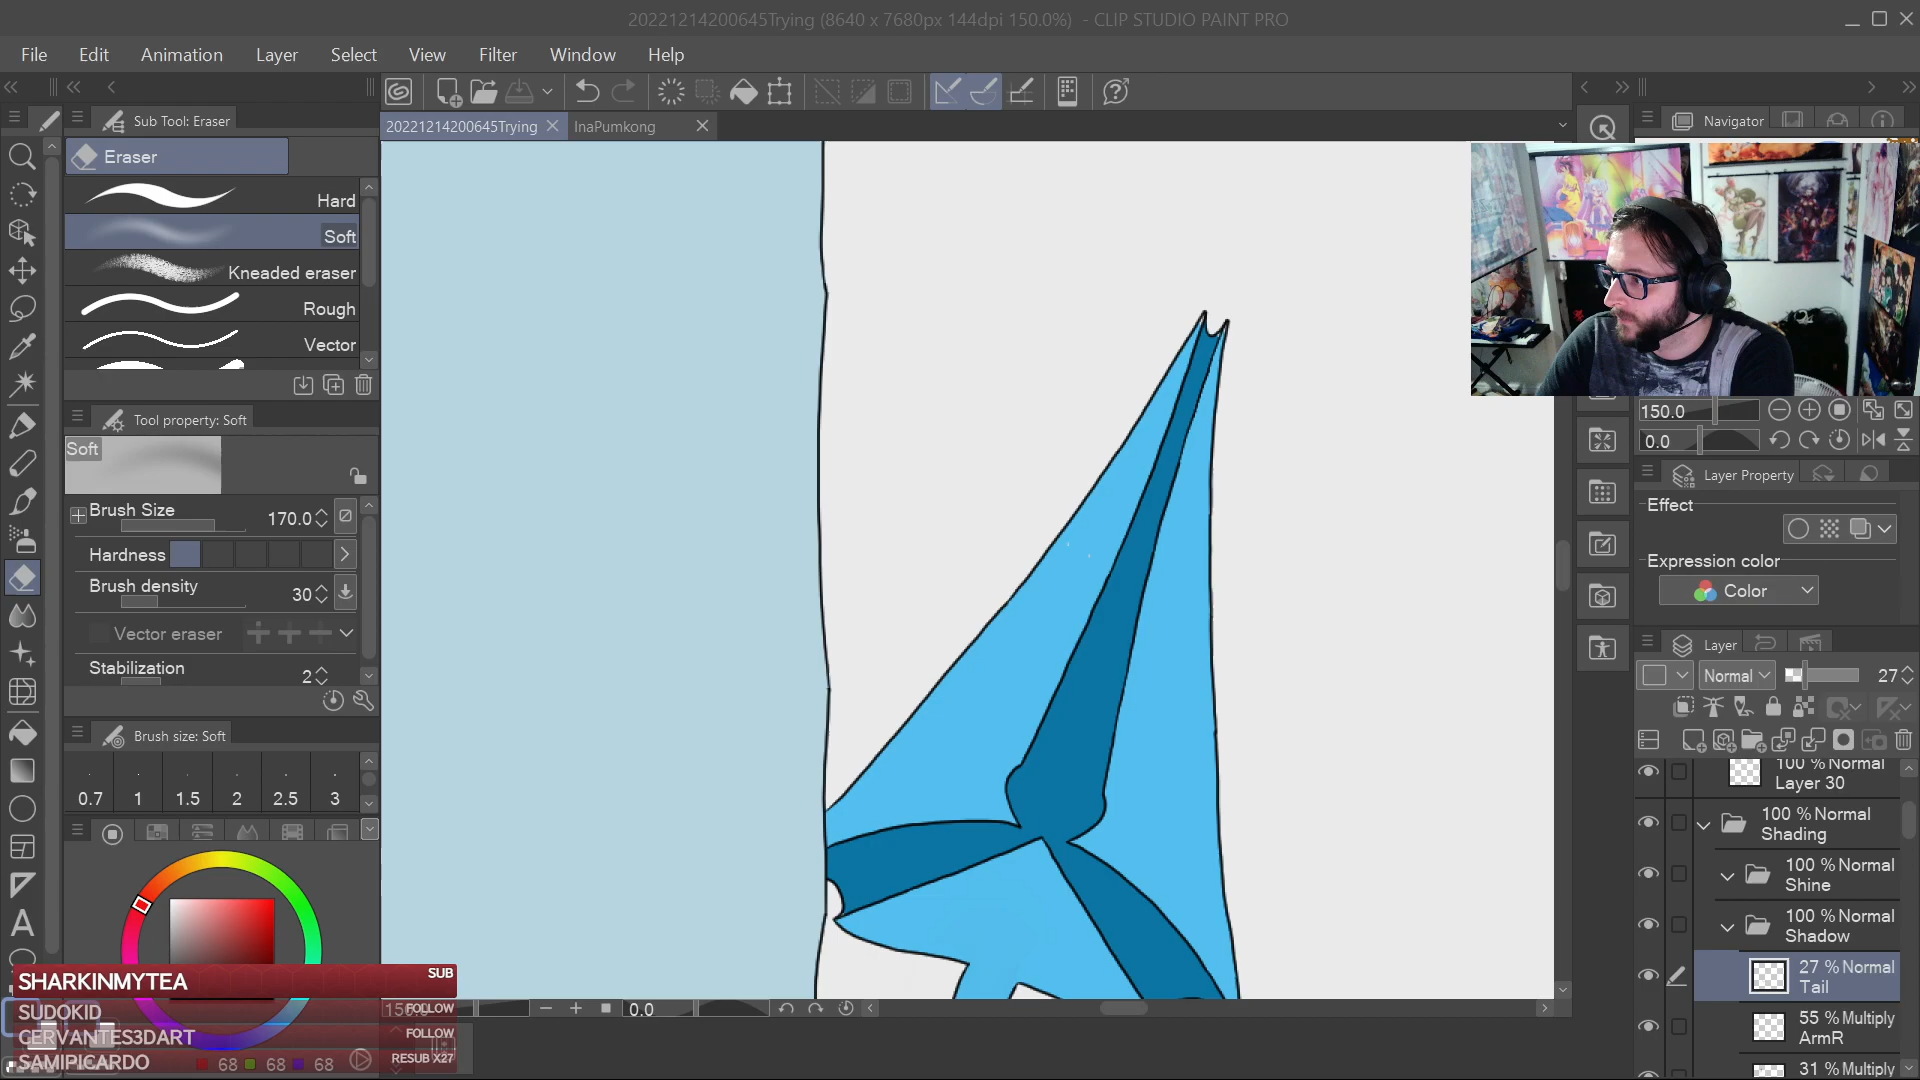 20221214200645Trying (8640 x 7680px 144dpi 150.0%) - CLIP STUDIO PAINT PRO
File Edit Animation Layer Select View Filter Window Help
Sub Tool: Eraser
20221214200645Trying
InaPumkong
Navigator
Eraser
Hard
Soft
Kneaded eraser
Rough
Vector
Tool property: Soft
Soft
Brush Size 170.0
Hardness
Brush density 30
Vector eraser
Stabilization 2
Brush size: Soft
0.7 1 1.5 2 2.5 3
150.0
0.0
Layer Property
Effect
Expression color
Color
Layer
Normal 27
100 % Normal
Layer 30
100 % Normal
Shading
100 % Normal
Shine
100 % Normal
Shadow
27 % Normal
Tail
55 % Multiply
ArmR
31 % Multiply
SHARKINMYTEA SUB
SUDOKID FOLLOW
CERVANTES3DART FOLLOW
SAMIPICARDO RESUB X27
68 68 68
0.0